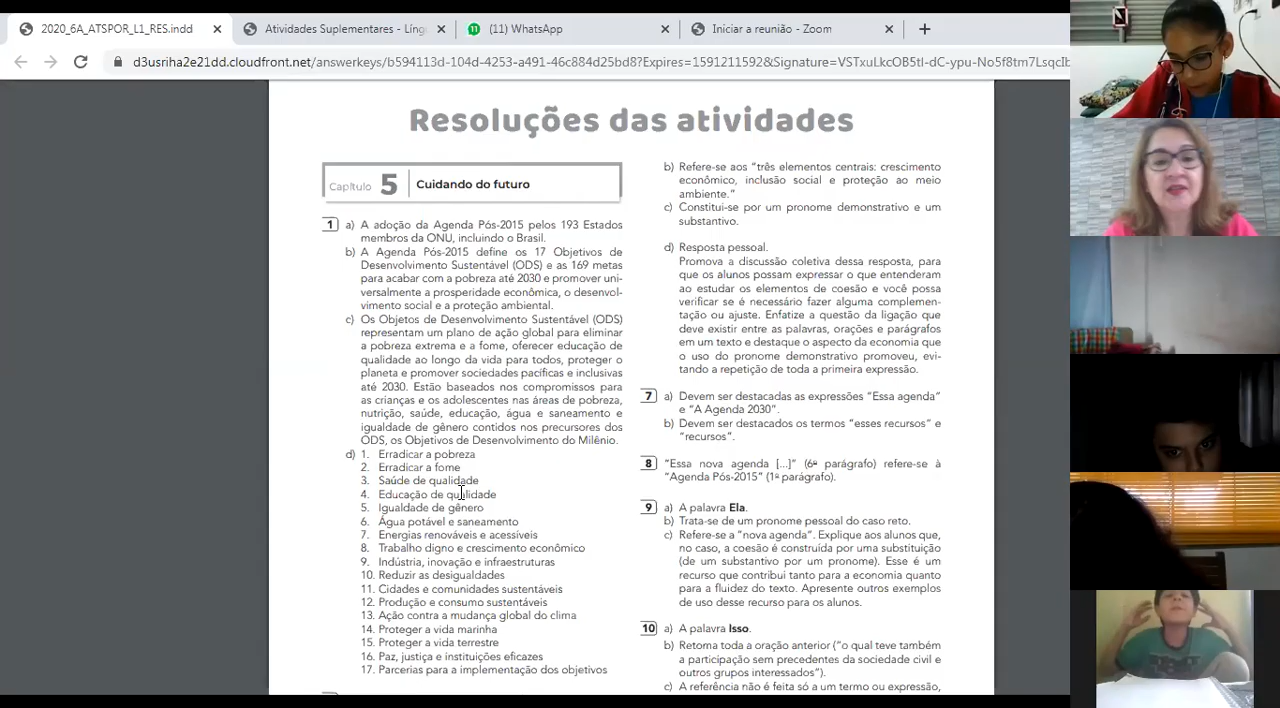 2020_6A_ATSPOR_L1_RES.indd
Atividades Suplementares - Líng
(11) WhatsApp
Iniciar a reunião - Zoom
d3usriha2e21dd.cloudfront.net/answerkeys/b594113d-104d-4253-a491-46c884d25bd8?Expires=1591211592&Signature=VSTxuLkcOB5tl-dC-ypu-No5f8tm7LsqcIb
Resoluções das atividades
Capítulo 5 Cuidando do futuro
1 a) A adoção da Agenda Pós-2015 pelos 193 Estados
membros da ONU, incluindo o Brasil.
b) A Agenda Pós-2015 define os 17 Objetivos de
Desenvolvimento Sustentável (ODS) e as 169 metas
para acabar com a pobreza até 2030 e promover uni-
versalmente a prosperidade econômica, o desenvol-
vimento social e a proteção ambiental.
c) Os Objetos de Desenvolvimento Sustentável (ODS)
representam um plano de ação global para eliminar
a pobreza extrema e a fome, oferecer educação de
qualidade ao longo da vida para todos, proteger o
planeta e promover sociedades pacíficas e inclusivas
até 2030. Estão baseados nos compromissos para
as crianças e os adolescentes nas áreas de pobreza,
nutrição, saúde, educação, água e saneamento e
igualdade de gênero contidos nos precursores dos
ODS, os Objetivos de Desenvolvimento do Milênio.
d) 1. Erradicar a pobreza
2. Erradicar a fome
3. Saúde de qualidade
4. Educação de qualidade
5. Igualdade de gênero
6. Água potável e saneamento
7. Energias renováveis e acessíveis
8. Trabalho digno e crescimento econômico
9. Indústria, inovação e infraestruturas
10. Reduzir as desigualdades
11. Cidades e comunidades sustentáveis
12. Produção e consumo sustentáveis
13. Ação contra a mudança global do clima
14. Proteger a vida marinha
15. Proteger a vida terrestre
16. Paz, justiça e instituições eficazes
17. Parcerias para a implementação dos objetivos
b) Refere-se aos “três elementos centrais: crescimento
econômico, inclusão social e proteção ao meio
ambiente.”
c) Constitui-se por um pronome demonstrativo e um
substantivo.
d) Resposta pessoal.
Promova a discussão coletiva dessa resposta, para
que os alunos possam expressar o que entenderam
ao estudar os elementos de coesão e você possa
verificar se é necessário fazer alguma complemen-
tação ou ajuste. Enfatize a questão da ligação que
deve existir entre as palavras, orações e parágrafos
em um texto e destaque o aspecto da economia que
o uso do pronome demonstrativo promoveu, evi-
tando a repetição de toda a primeira expressão.
7 a) Devem ser destacadas as expressões “Essa agenda”
e “A Agenda 2030”.
b) Devem ser destacados os termos “esses recursos” e
“recursos”.
8 “Essa nova agenda [...]” (6º parágrafo) refere-se à
“Agenda Pós-2015” (1º parágrafo).
9 a) A palavra Ela.
b) Trata-se de um pronome pessoal do caso reto.
c) Refere-se a “nova agenda”. Explique aos alunos que,
no caso, a coesão é construída por uma substituição
(de um substantivo por um pronome). Esse é um
recurso que contribui tanto para a economia quanto
para a fluidez do texto. Apresente outros exemplos
de uso desse recurso para os alunos.
10 a) A palavra Isso.
b) Retoma toda a oração anterior (“o qual teve também
a participação sem precedentes da sociedade civil e
outros grupos interessados”).
c) A referência não é feita só a um termo ou expressão,